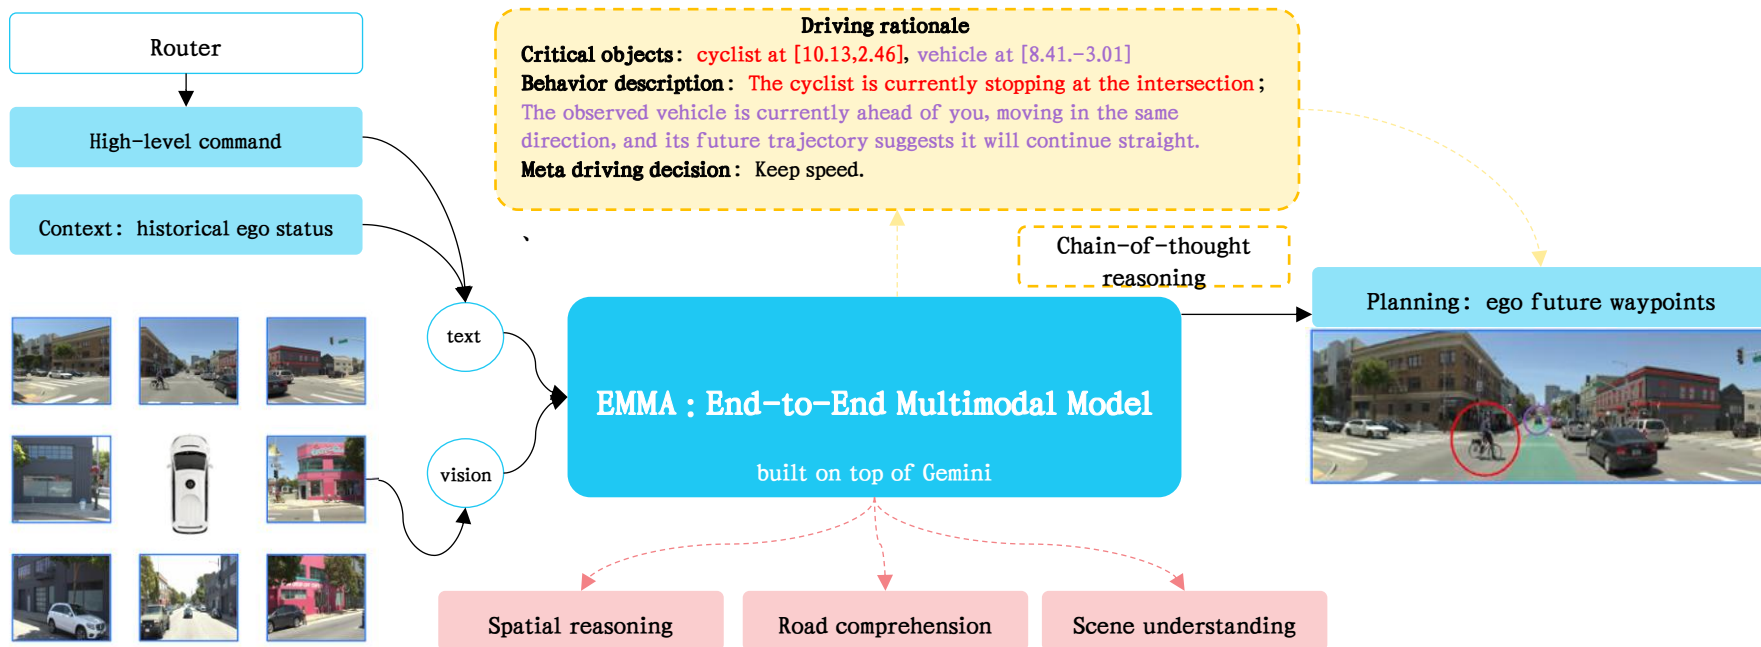 Router
High-level command
Context: historical ego status
Driving rationale
Critical objects: cyclist at [10.13,2.46], vehicle at [8.41.-3.01]
Behavior description: The cyclist is currently stopping at the intersection;
The observed vehicle is currently ahead of you, moving in the same
direction, and its future trajectory suggests it will continue straight.
Meta driving decision: Keep speed.
、
Chain-of-thought
reasoning
text
vision
EMMA : End-to-End Multimodal Model
built on top of Gemini
Planning: ego future waypoints
Spatial reasoning
Road comprehension
Scene understanding